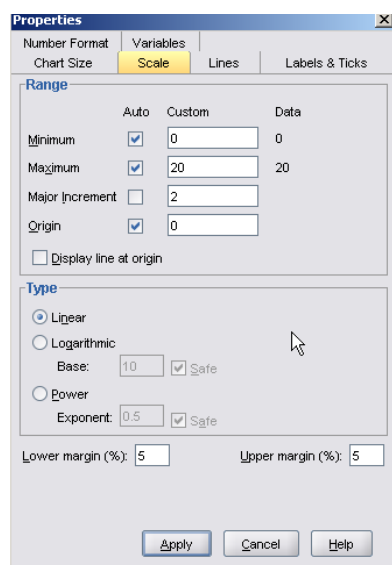 Properties
Number Format Variables
Chart Size Scale Lines Labels & Ticks
Range
Auto Custom Data
Minimum 0 0
Maximum 20 20
Major Increment 2
Origin 0
Display line at origin
Type
Linear
Logarithmic
Base: 10 Safe
Power
Exponent: 0.5 Safe
Lower margin (%): 5 Upper margin (%): 5
Apply Cancel Help